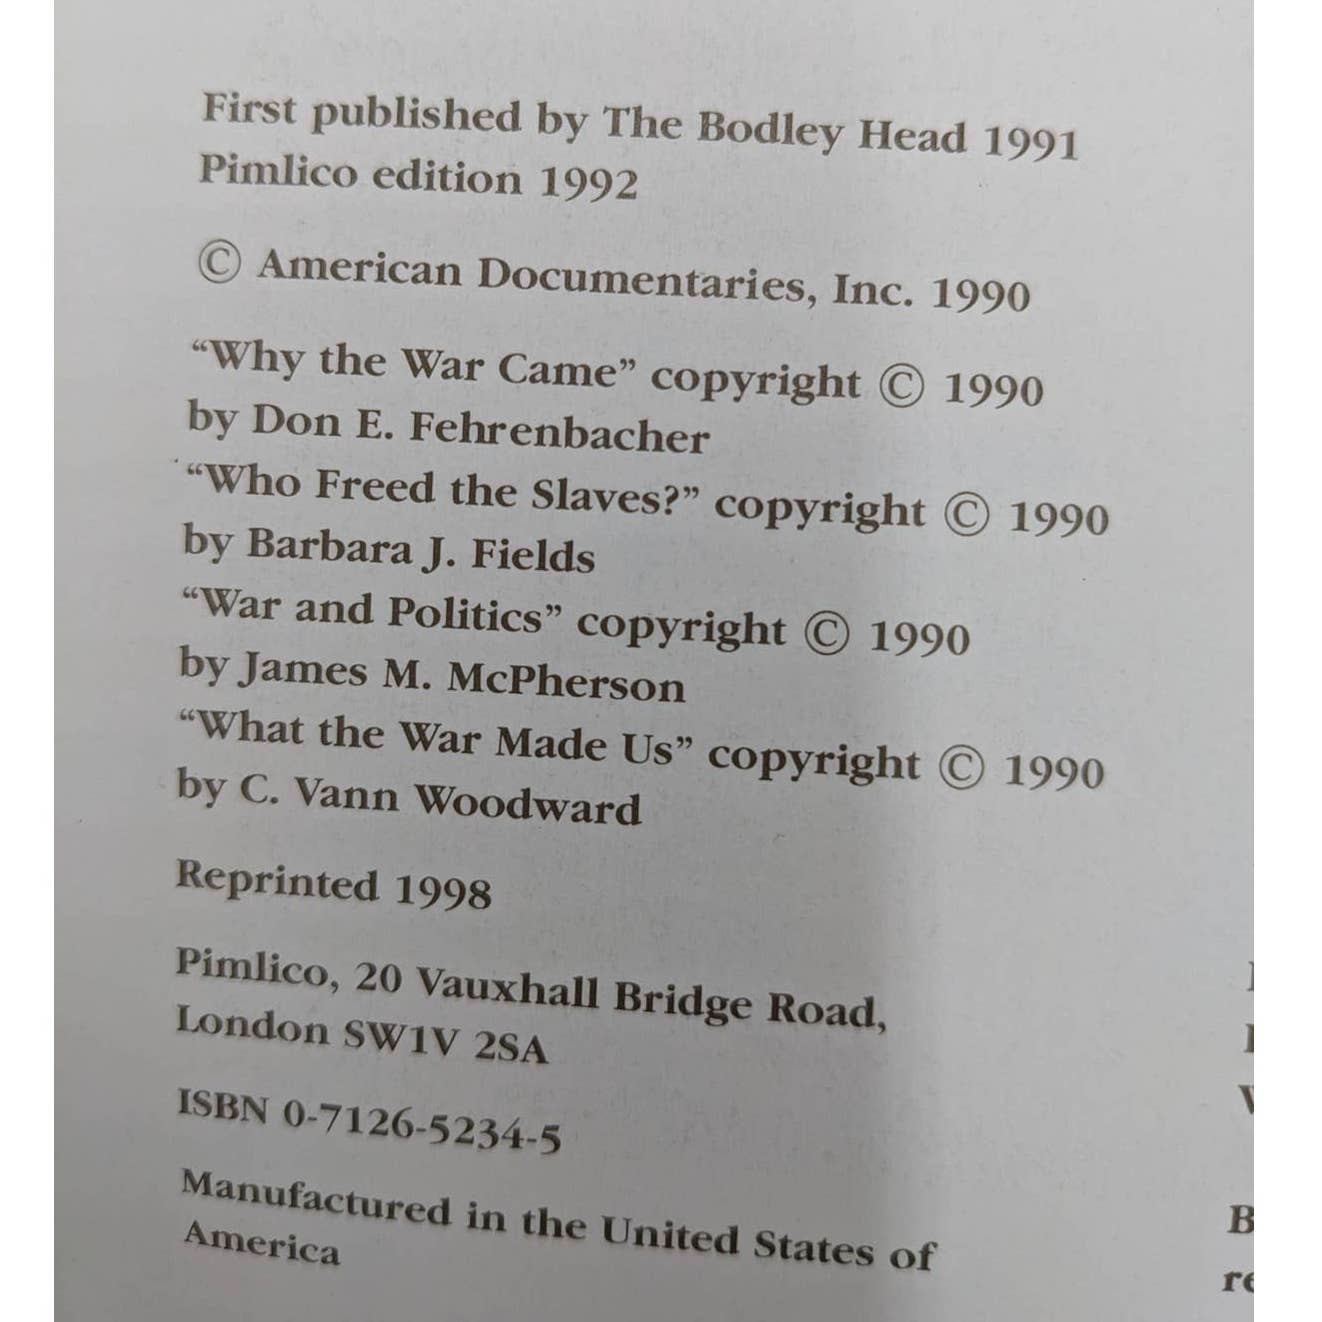 First published by The Bodley Head 1991
Pimlico edition 1992
© American Documentaries, Inc. 1990
“Why the War Came” copyright © 1990
by Don E. Fehrenbacher
“Who Freed the Slaves?” copyright © 1990
by Barbara J. Fields
“War and Politics” copyright © 1990
by James M. McPherson
“What the War Made Us” copyright © 1990
by C. Vann Woodward
Reprinted 1998
Pimlico, 20 Vauxhall Bridge Road,
London SW1V 2SA
ISBN 0-7126-5234-5
Manufactured in the United States of
America